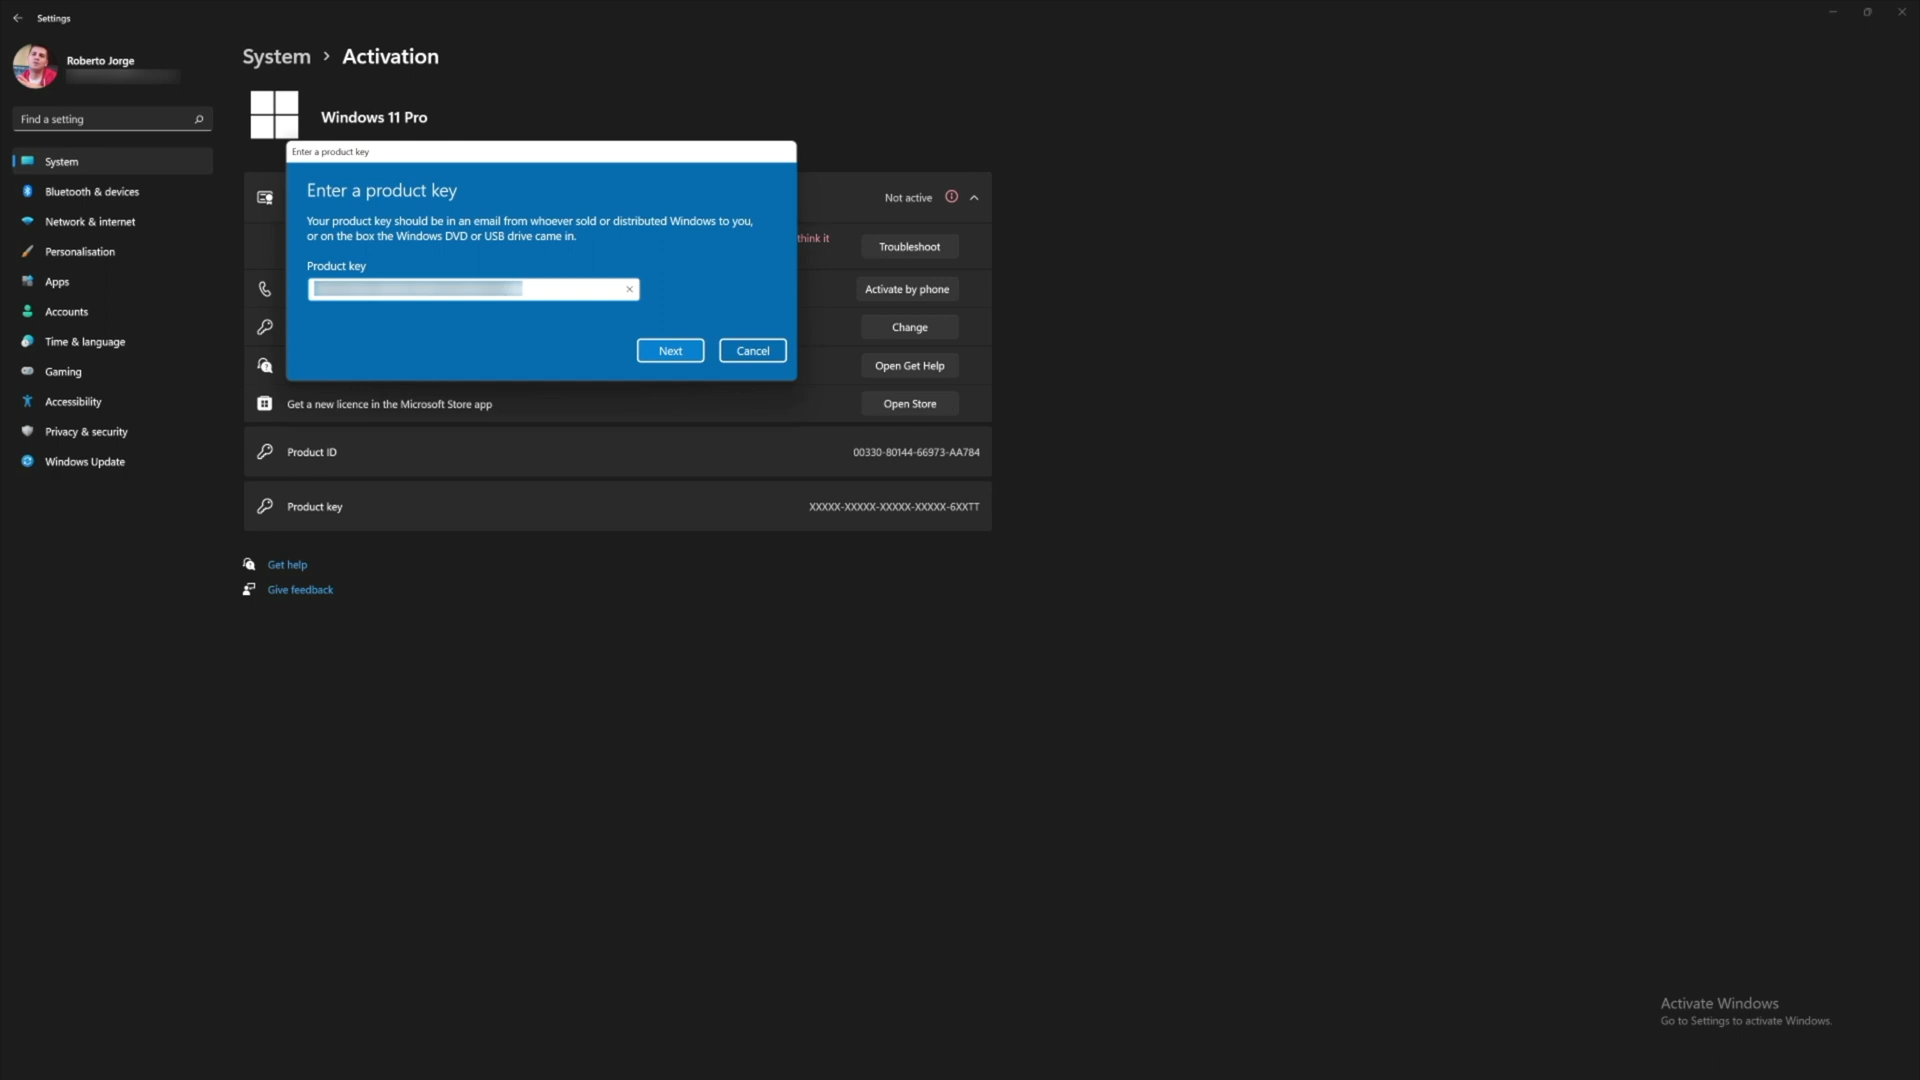 Settings
Roberto Jorge
Find a setting
System
Bluetooth & devices
Network & internet
Personalisation
Apps
Accounts
Time & language
Gaming
Accessibility
Privacy & security
Windows Update
System › Activation
Windows 11 Pro
Enter a product key
Enter a product key
Your product key should be in an email from whoever sold or distributed Windows to you,
or on the box the Windows DVD or USB drive came in.
Product key
Next Cancel
Not active
think it
Troubleshoot
Activate by phone
Change
Open Get Help
Get a new licence in the Microsoft Store app Open Store
Product ID 00330-80144-66973-AA784
Product key XXXXX-XXXXX-XXXXX-XXXXX-6XXTT
Get help
Give feedback
Activate Windows
Go to Settings to activate Windows.